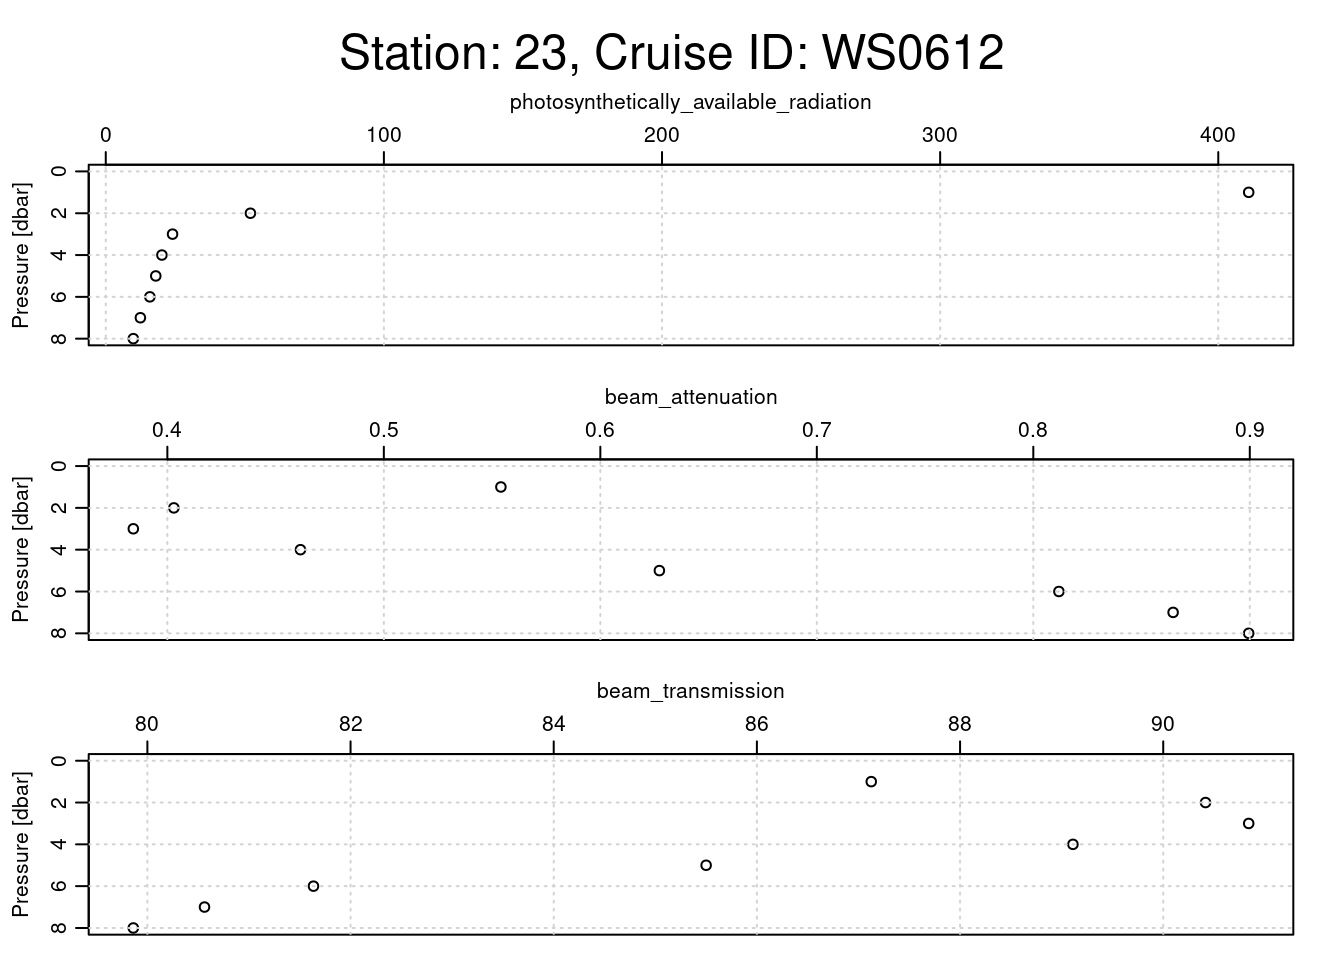 Station: 23, Cruise ID: WS0612
photosynthetically_available_radiation
0 100 200 300 400
Pressure [dbar]
0 2 4 6 8
beam_attenuation
0.4 0.5 0.6 0.7 0.8 0.9
Pressure [dbar]
0 2 4 6 8
beam_transmission
80 82 84 86 88 90
Pressure [dbar]
0 2 4 6 8